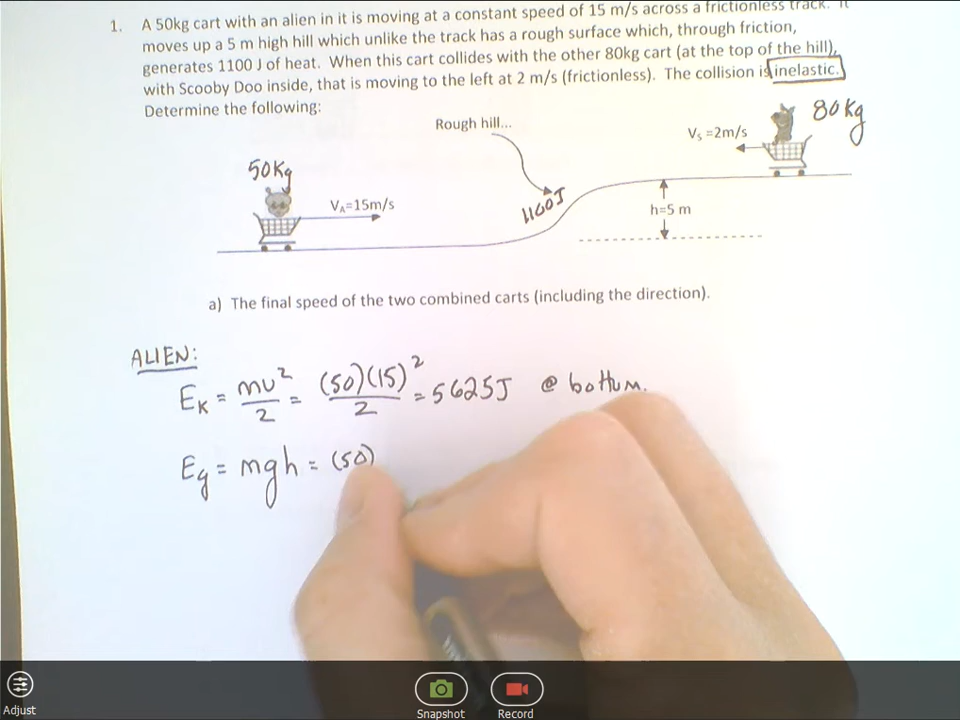 1. A 50kg cart with an alien in it is moving at a constant speed of 15 m/s across a frictionless track. It
moves up a 5 m high hill which unlike the track has a rough surface which, through friction,
generates 1100 J of heat. When this cart collides with the other 80kg cart (at the top of the hill),
with Scooby Doo inside, that is moving to the left at 2 m/s (frictionless). The collision is inelastic.
Determine the following:
Rough hill...
80Kg
Vs =2m/s
50Kg
VA=15m/s
1100J
h=5 m
a) The final speed of the two combined carts (including the direction).
ALIEN:
EK = mv²/2 = (50)(15)²/2 = 5625J @ bottom.
Eg = mgh = (50)
Adjust
Snapshot
Record